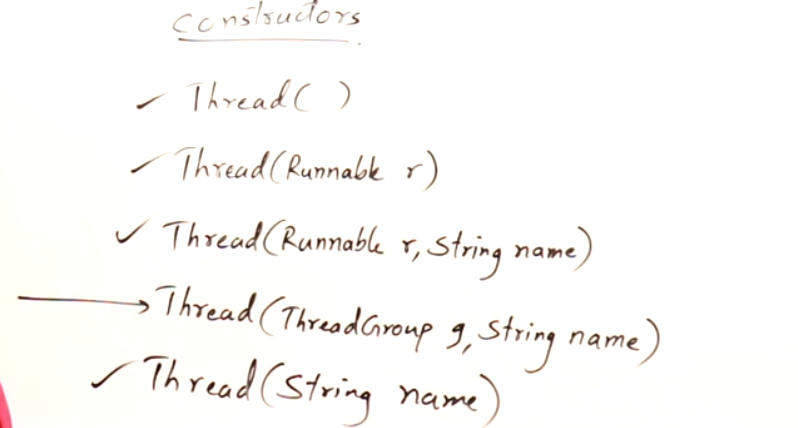 Constructors
✓ Thread( )
✓ Thread(Runnable r)
✓ Thread(Runnable r, String name)
→ Thread(ThreadGroup g, String name)
✓ Thread(String name)